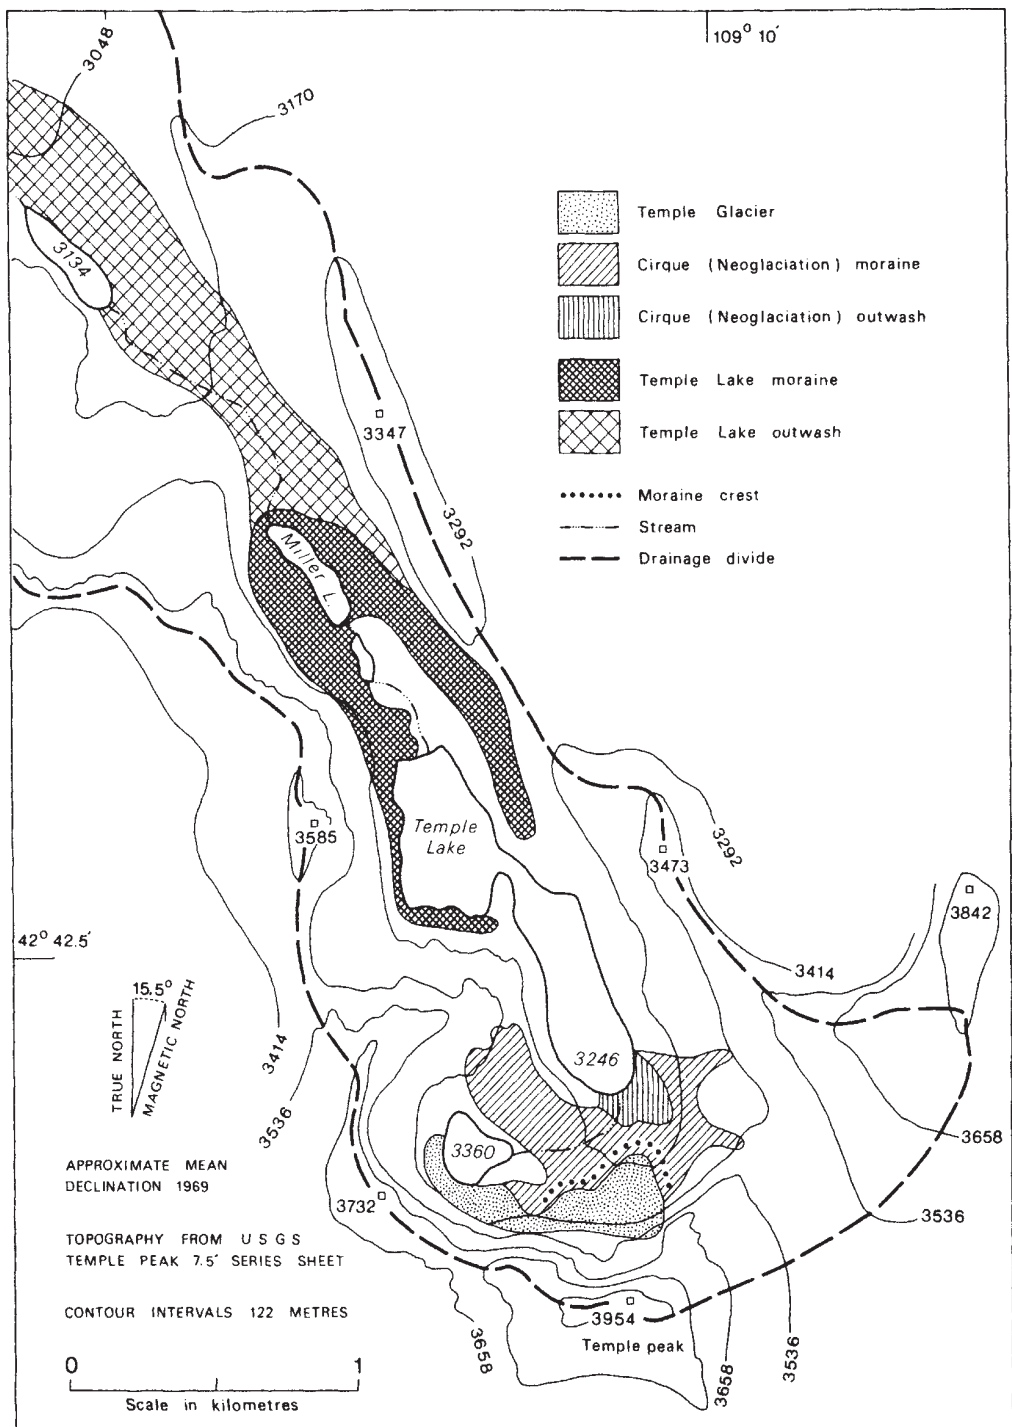 3048
109° 10′
3170
3134
Temple Glacier
Cirque (Neoglaciation) moraine
Cirque (Neoglaciation) outwash
Temple Lake moraine
Temple Lake outwash
3347
Moraine crest
Stream
Drainage divide
3292
Miller L.
Temple
Lake
3585
3292
3473
3842
42° 42.5′
3414
15.5°
TRUE NORTH
MAGNETIC NORTH
3414
3536
3246
3360
3658
APPROXIMATE MEAN
DECLINATION 1969
3732
3536
TOPOGRAPHY FROM USGS
TEMPLE PEAK 7.5′ SERIES SHEET
CONTOUR INTERVALS 122 METRES
3954
Temple peak
3658
3658
3536
0 1
Scale in kilometres